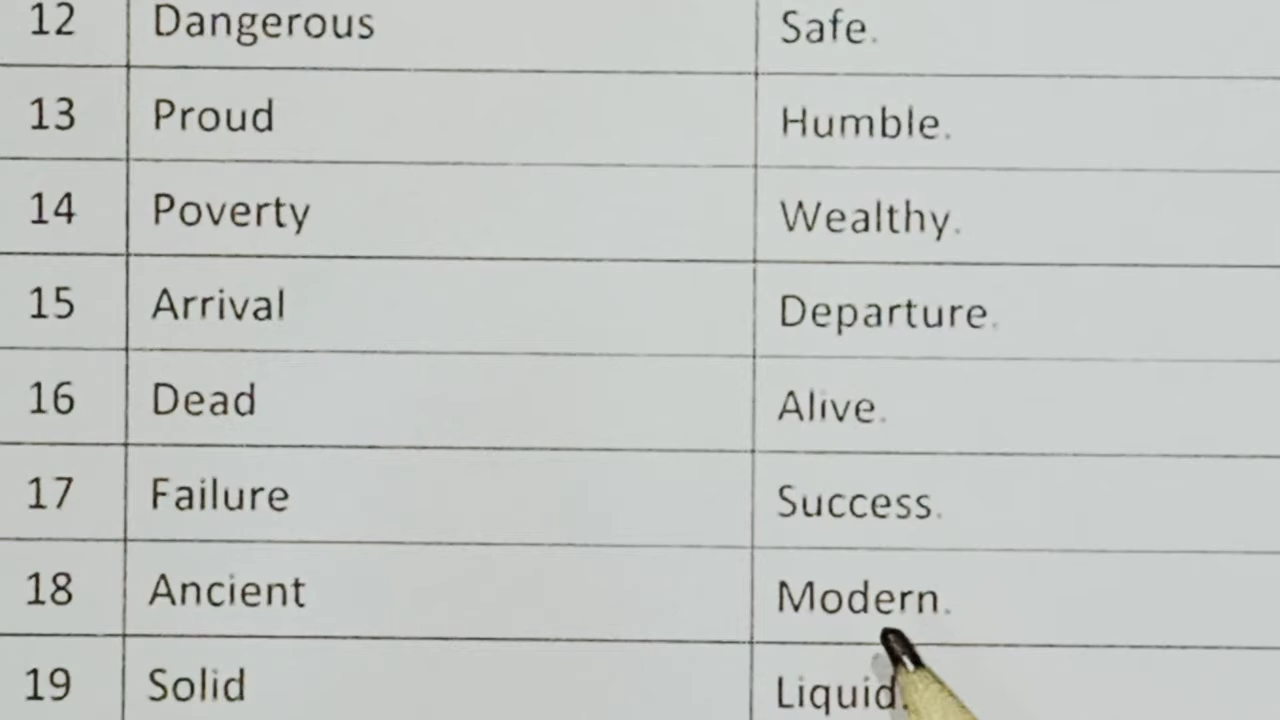 12 Dangerous Safe.
13 Proud Humble.
14 Poverty Wealthy.
15 Arrival Departure.
16 Dead Alive.
17 Failure Success.
18 Ancient Modern.
19 Solid Liquid.